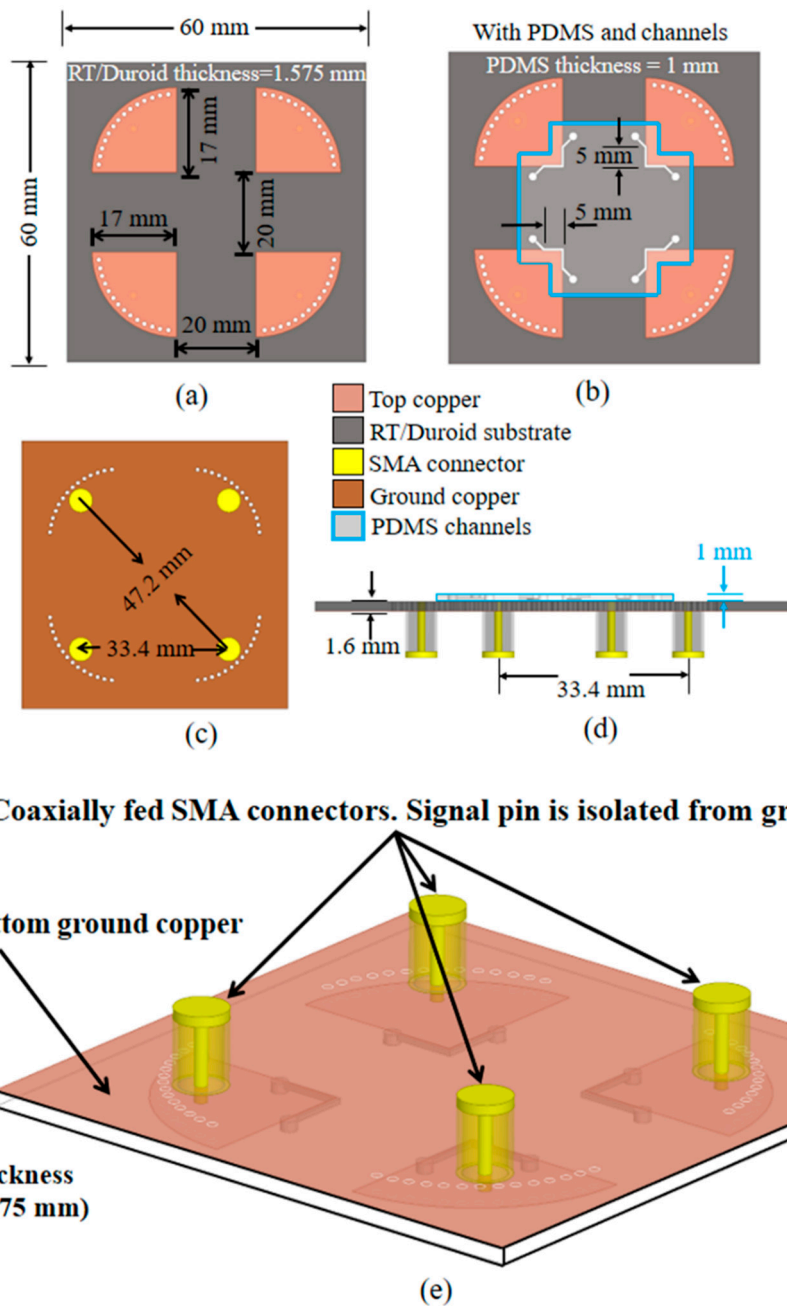 60 mm
With PDMS and channels
RT/Duroid thickness=1.575 mm
PDMS thickness = 1 mm
60 mm
17 mm
17 mm
20 mm
20 mm
5 mm
5 mm
(a)
(b)
Top copper
RT/Duroid substrate
SMA connector
Ground copper
PDMS channels
47.2 mm
33.4 mm
1 mm
1.6 mm
33.4 mm
(c)
(d)
Coaxially fed SMA connectors. Signal pin is isolated from gr
ttom ground copper
ckness
75 mm)
(e)